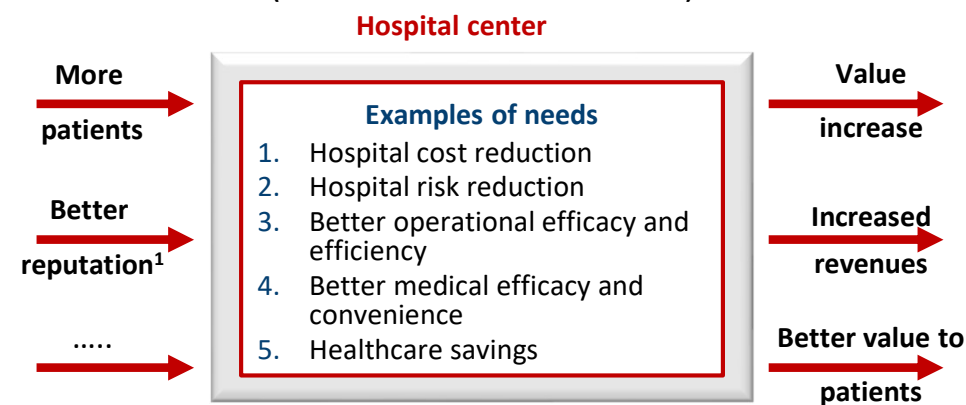 Hospital center
More
patients
Better
reputation¹
.....
Examples of needs
1. Hospital cost reduction
2. Hospital risk reduction
3. Better operational efficacy and
efficiency
4. Better medical efficacy and
convenience
5. Healthcare savings
Value
increase
Increased
revenues
Better value to
patients